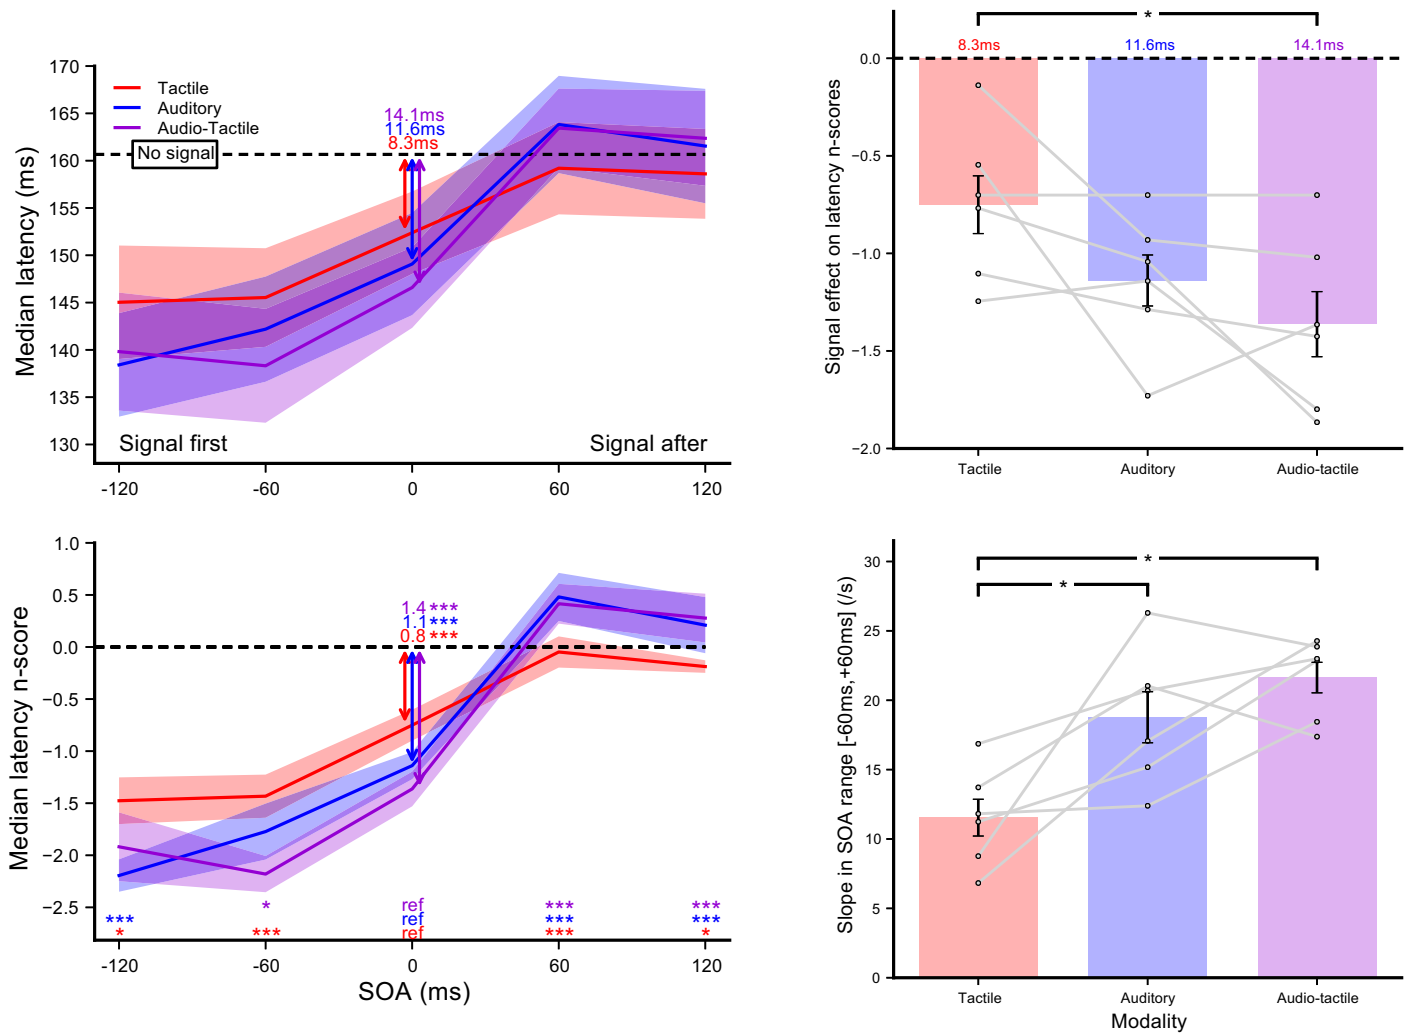 170
165
160
155
150
145
140
135
130
Median latency (ms)
Tactile
Auditory
Audio-Tactile
No signal
14.1ms
11.6ms
8.3ms
Signal first
Signal after
-120
-60
0
60
120
*
8.3ms
11.6ms
14.1ms
0.0
−0.5
−1.0
−1.5
−2.0
Signal effect on latency n-scores
Tactile
Auditory
Audio-tactile
1.0
0.5
0.0
−0.5
−1.0
−1.5
−2.0
−2.5
Median latency n-score
1.4 ***
1.1 ***
0.8 ***
* ref *** ***
*** ref *** ***
* *** ref *** *
-120
-60
0
60
120
SOA (ms)
30
25
20
15
10
5
0
Slope in SOA range [-60ms,+60ms] (/s)
*
*
Tactile
Auditory
Audio-tactile
Modality